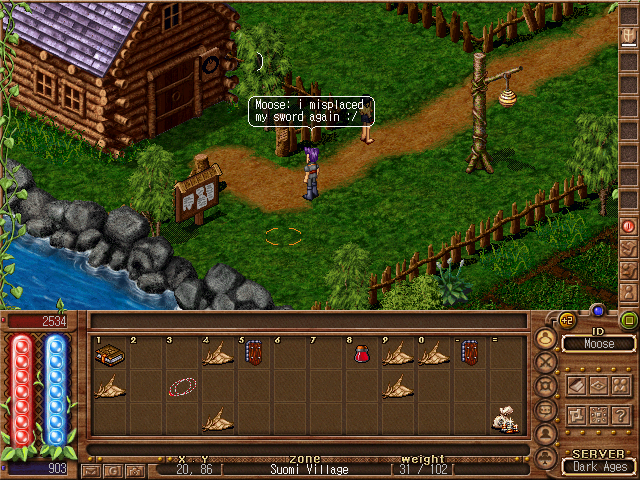 Moose: i misplaced
my sword again :/
2534
1 2 3 4 5 6 7 8 9 0 - =
+2
ID
Moose
?
903
x y zone weight
20, 86 Suomi Village 31 / 102
SERVER
Dark Ages